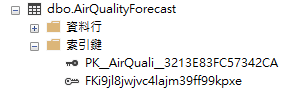 dbo.AirQualityForecast
資料行
索引鍵
PK__AirQuali__3213E83FC57342CA
FKi9jl8jwjvc4lajm39ff99kpxe